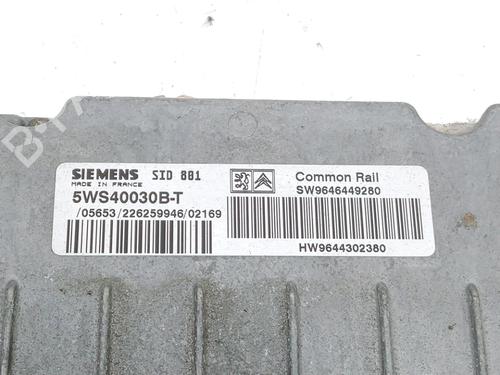 SIEMENS SID 801
MADE IN FRANCE
5WS40030B-T
/05653/226259946/02169
Common Rail
SW9646449280
HW9644302380